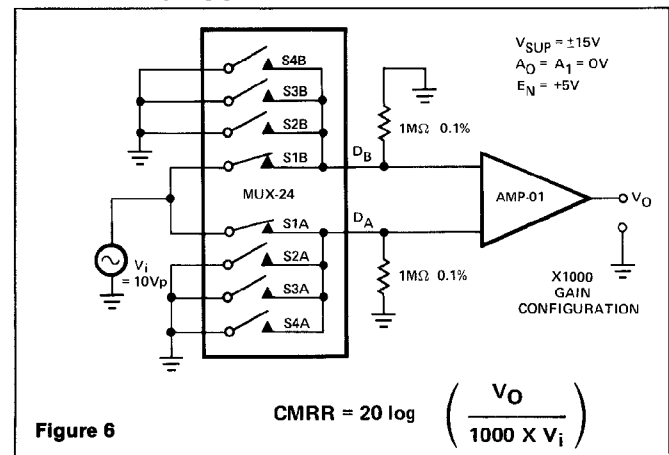 V_SUP = ±15V
A_0 = A_1 = 0V
E_N = +5V
S4B
S3B
S2B
S1B
MUX-24
S1A
S2A
S3A
S4A
D_B
D_A
1MΩ 0.1%
1MΩ 0.1%
AMP-01
V_O
V_i
= 10Vp
X1000
GAIN
CONFIGURATION
CMRR = 20 log ( V_O / 1000 X V_i )
Figure 6